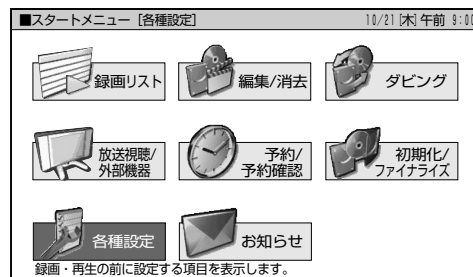 ■スタートメニュー [各種設定]
10/21[木]午前 9:00
録画リスト
編集/消去
ダビング
放送視聴/
外部機器
予約/
予約確認
初期化/
ファイナライズ
各種設定
お知らせ
録画・再生の前に設定する項目を表示します。